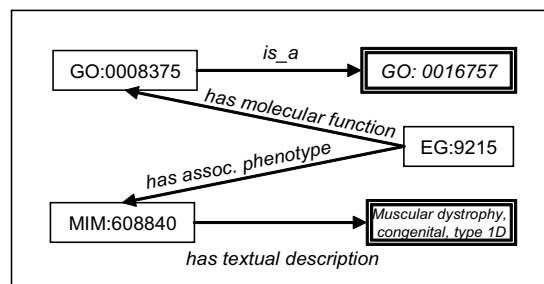 is_a
GO:0008375
GO: 0016757
has molecular function
EG:9215
has assoc. phenotype
MIM:608840
Muscular dystrophy,
congenital, type 1D
has textual description